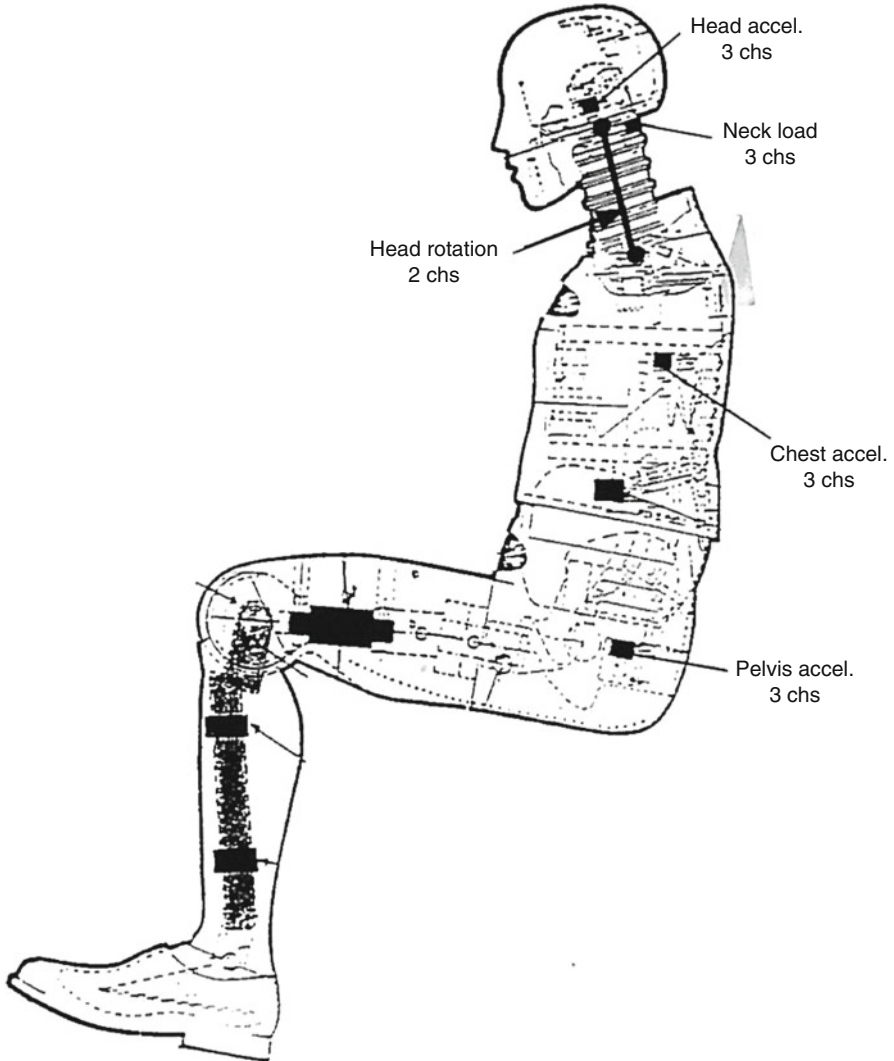 Head accel.
3 chs
Neck load
3 chs
Head rotation
2 chs
Chest accel.
3 chs
Pelvis accel.
3 chs